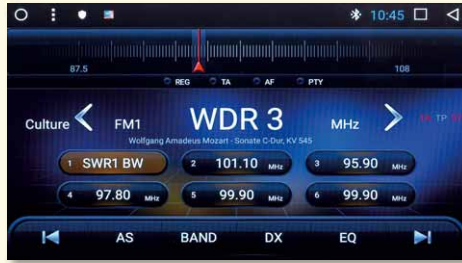 10:45
87.5 108
REG TA AF PTY
Culture FM1 WDR 3 MHz TP
Wolfgang Amadeus Mozart - Sonate C-Dur, KV 545
1 SWR1 BW 2 101.10 MHz 3 95.90 MHz
4 97.80 MHz 5 99.90 MHz 6 99.90 MHz
AS BAND DX EQ